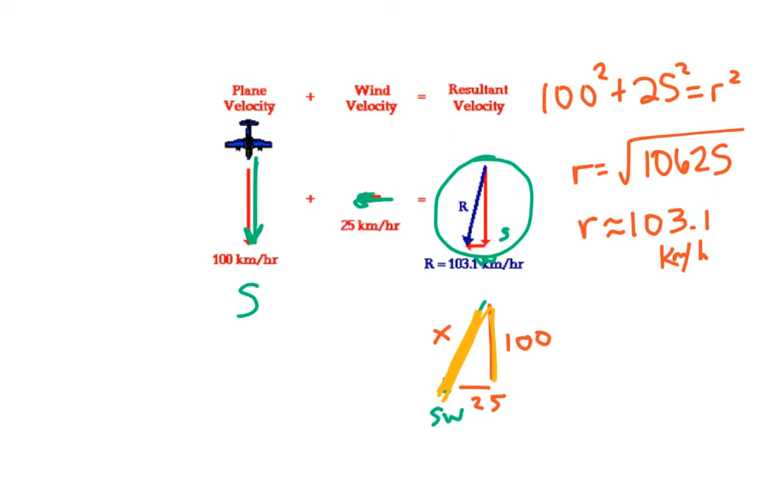 Plane Velocity + Wind Velocity = Resultant Velocity
100² + 25² = r²
r = √10625
r ≈ 103.1
km/h
+ =
R
S
100 km/hr
25 km/hr
R = 103.1 km/hr
S
x
100
25
SW